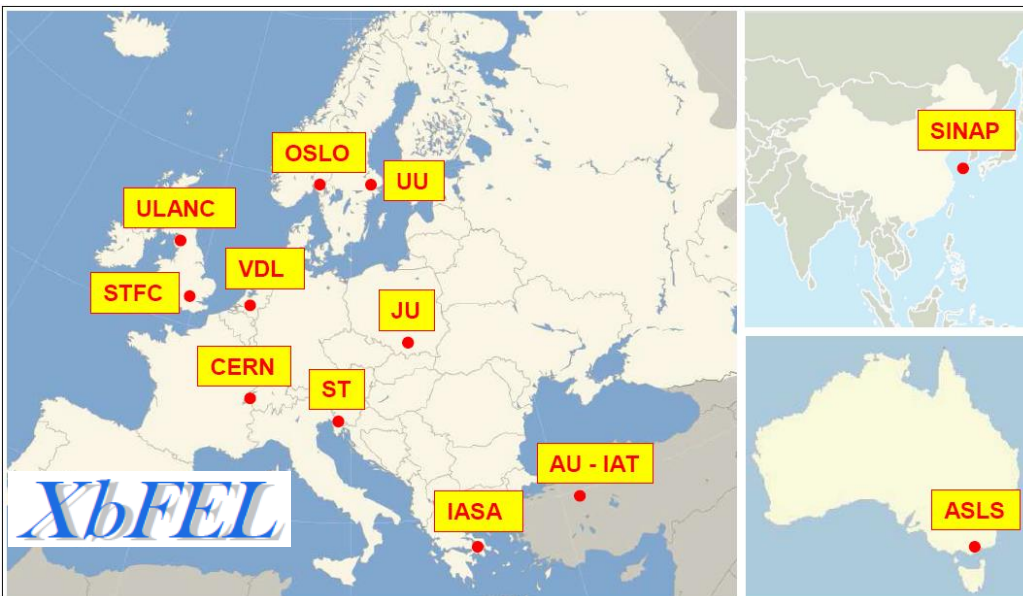 OSLO
UU
ULANC
VDL
STFC
JU
CERN
ST
AU - IAT
IASA
XbFEL
SINAP
ASLS